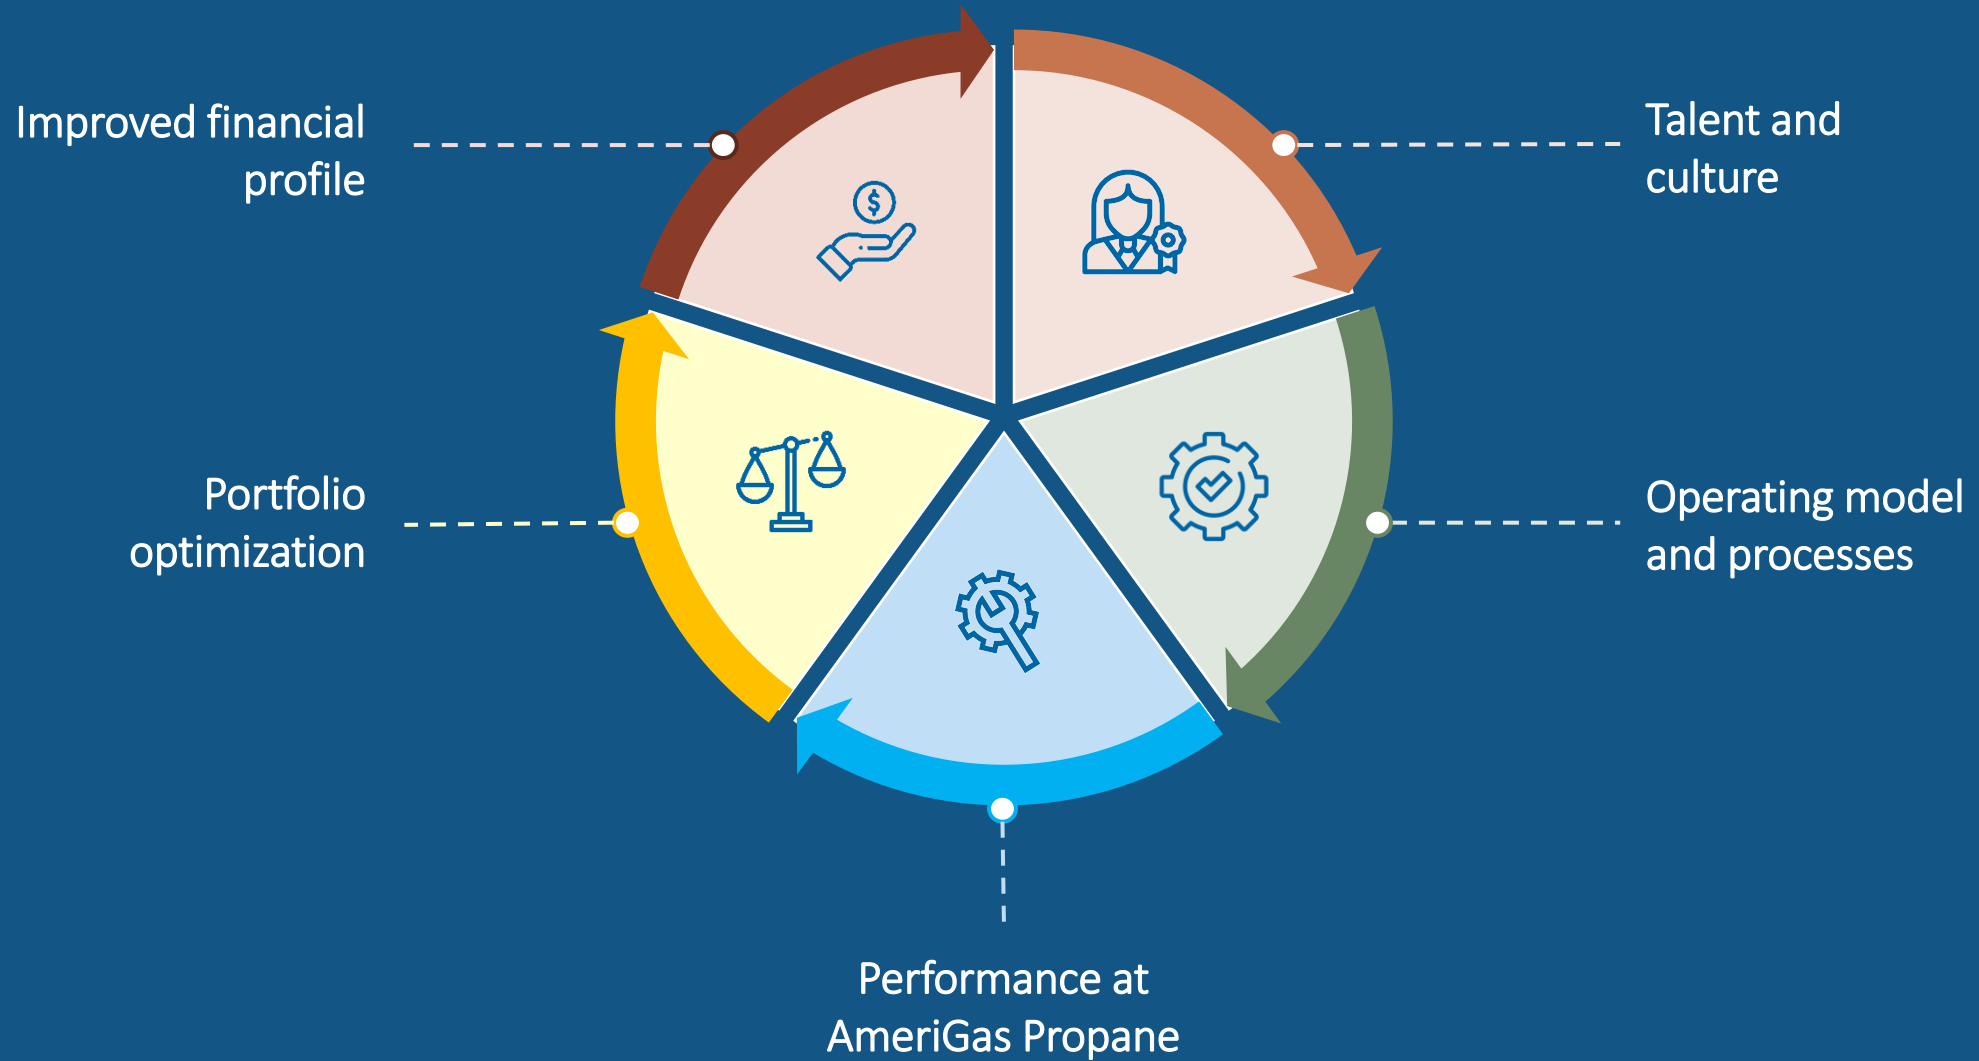 Improved financial
profile
Talent and
culture
$
Portfolio
optimization
Operating model
and processes
Performance at
AmeriGas Propane